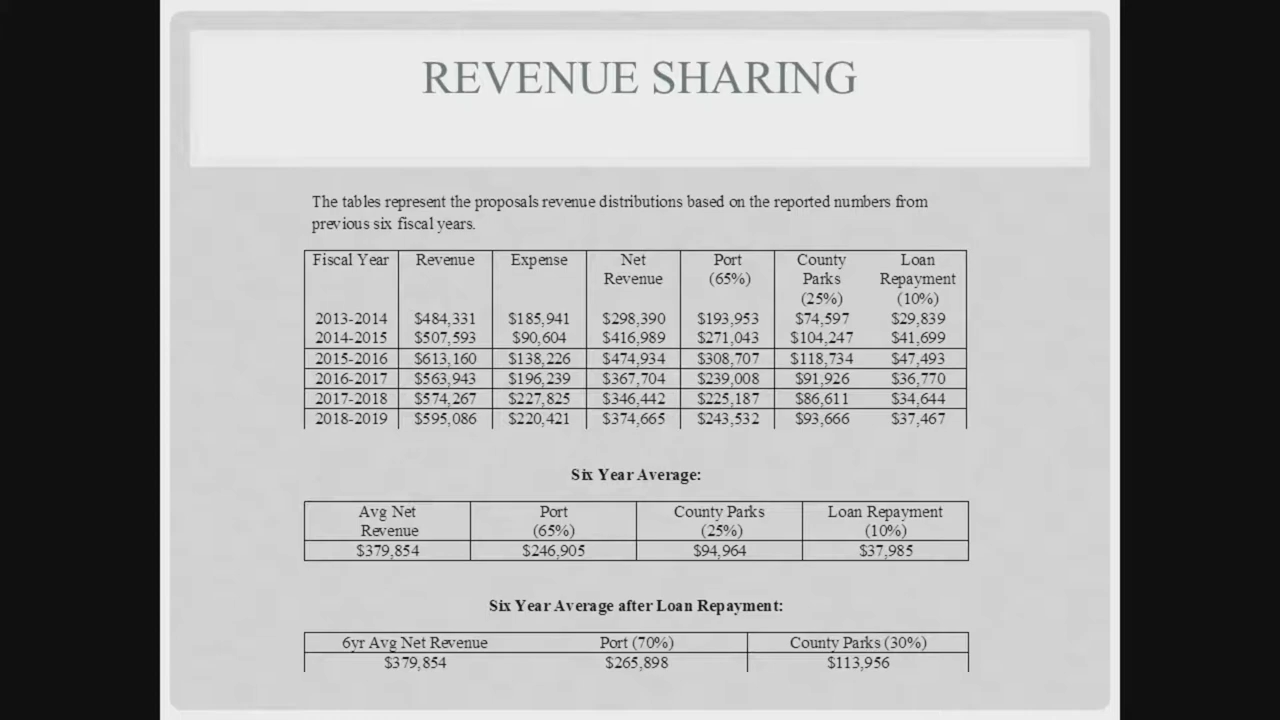 REVENUE SHARING
The tables represent the proposals revenue distributions based on the reported numbers from
previous six fiscal years.
Fiscal Year Revenue Expense Net Revenue Port (65%) County Parks (25%) Loan Repayment (10%)
2013-2014 $484,331 $185,941 $298,390 $193,953 $74,597 $29,839
2014-2015 $507,593 $90,604 $416,989 $271,043 $104,247 $41,699
2015-2016 $613,160 $138,226 $474,934 $308,707 $118,734 $47,493
2016-2017 $563,943 $196,239 $367,704 $239,008 $91,926 $36,770
2017-2018 $574,267 $227,825 $346,442 $225,187 $86,611 $34,644
2018-2019 $595,086 $220,421 $374,665 $243,532 $93,666 $37,467
Six Year Average:
Avg Net Revenue Port (65%) County Parks (25%) Loan Repayment (10%)
$379,854 $246,905 $94,964 $37,985
Six Year Average after Loan Repayment:
6yr Avg Net Revenue Port (70%) County Parks (30%)
$379,854 $265,898 $113,956